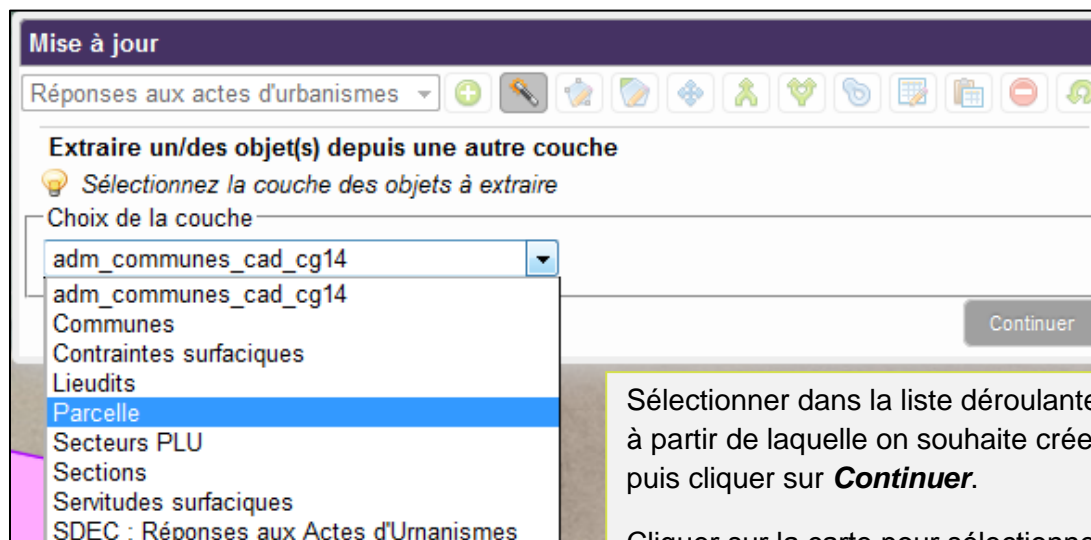 Mise à jour
Réponses aux actes d'urbanismes
Extraire un/des objet(s) depuis une autre couche
Sélectionnez la couche des objets à extraire
Choix de la couche
adm_communes_cad_cg14
adm_communes_cad_cg14
Communes
Contraintes surfaciques
Lieudits
Parcelle
Secteurs PLU
Sections
Servitudes surfaciques
SDEC : Réponses aux Actes d'Urnanismes
Continuer
Sélectionner dans la liste déroulante
à partir de laquelle on souhaite crée
puis cliquer sur Continuer.
Cliquer sur la carte pour sélectionne